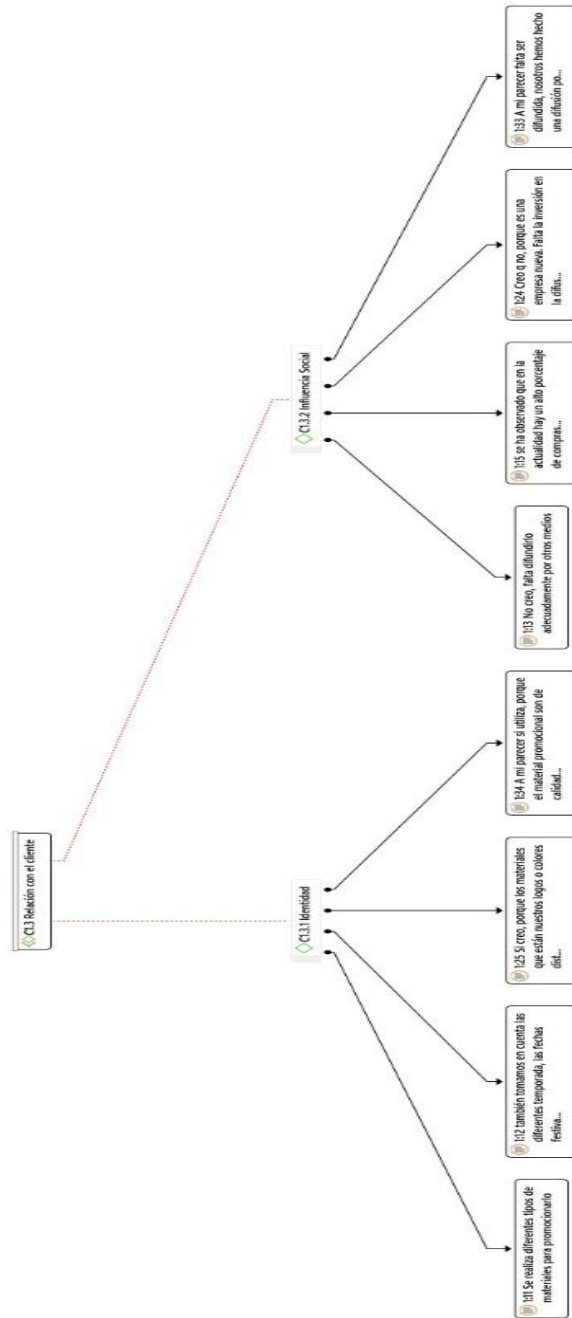 C1.3 Relación con el cliente
C1.3.1 Identidad
C1.3.2 Influencia Social
1:11 Se realiza diferentes tipos de
materiales para promocionarlo
1:12 también tomamos en cuenta las
diferentes temporada, las fechas
festiva...
1:25 Si creo, porque los materiales
que están nuestros logos o colores
dist...
1:34 A mi parecer si utiliza, porque
el material promocional son de
calidad...
1:13 No creo, falta difundirlo
adecuadamente por otros medios
1:15 se ha observado que en la
actualidad hay un alto porcentaje
de compras...
1:24 Creo q no, porque es una
empresa nueva. Falta la inversión en
la difus...
1:33 A mi parecer falta ser
difundida, nosotros hemos hecho
una difusión po...